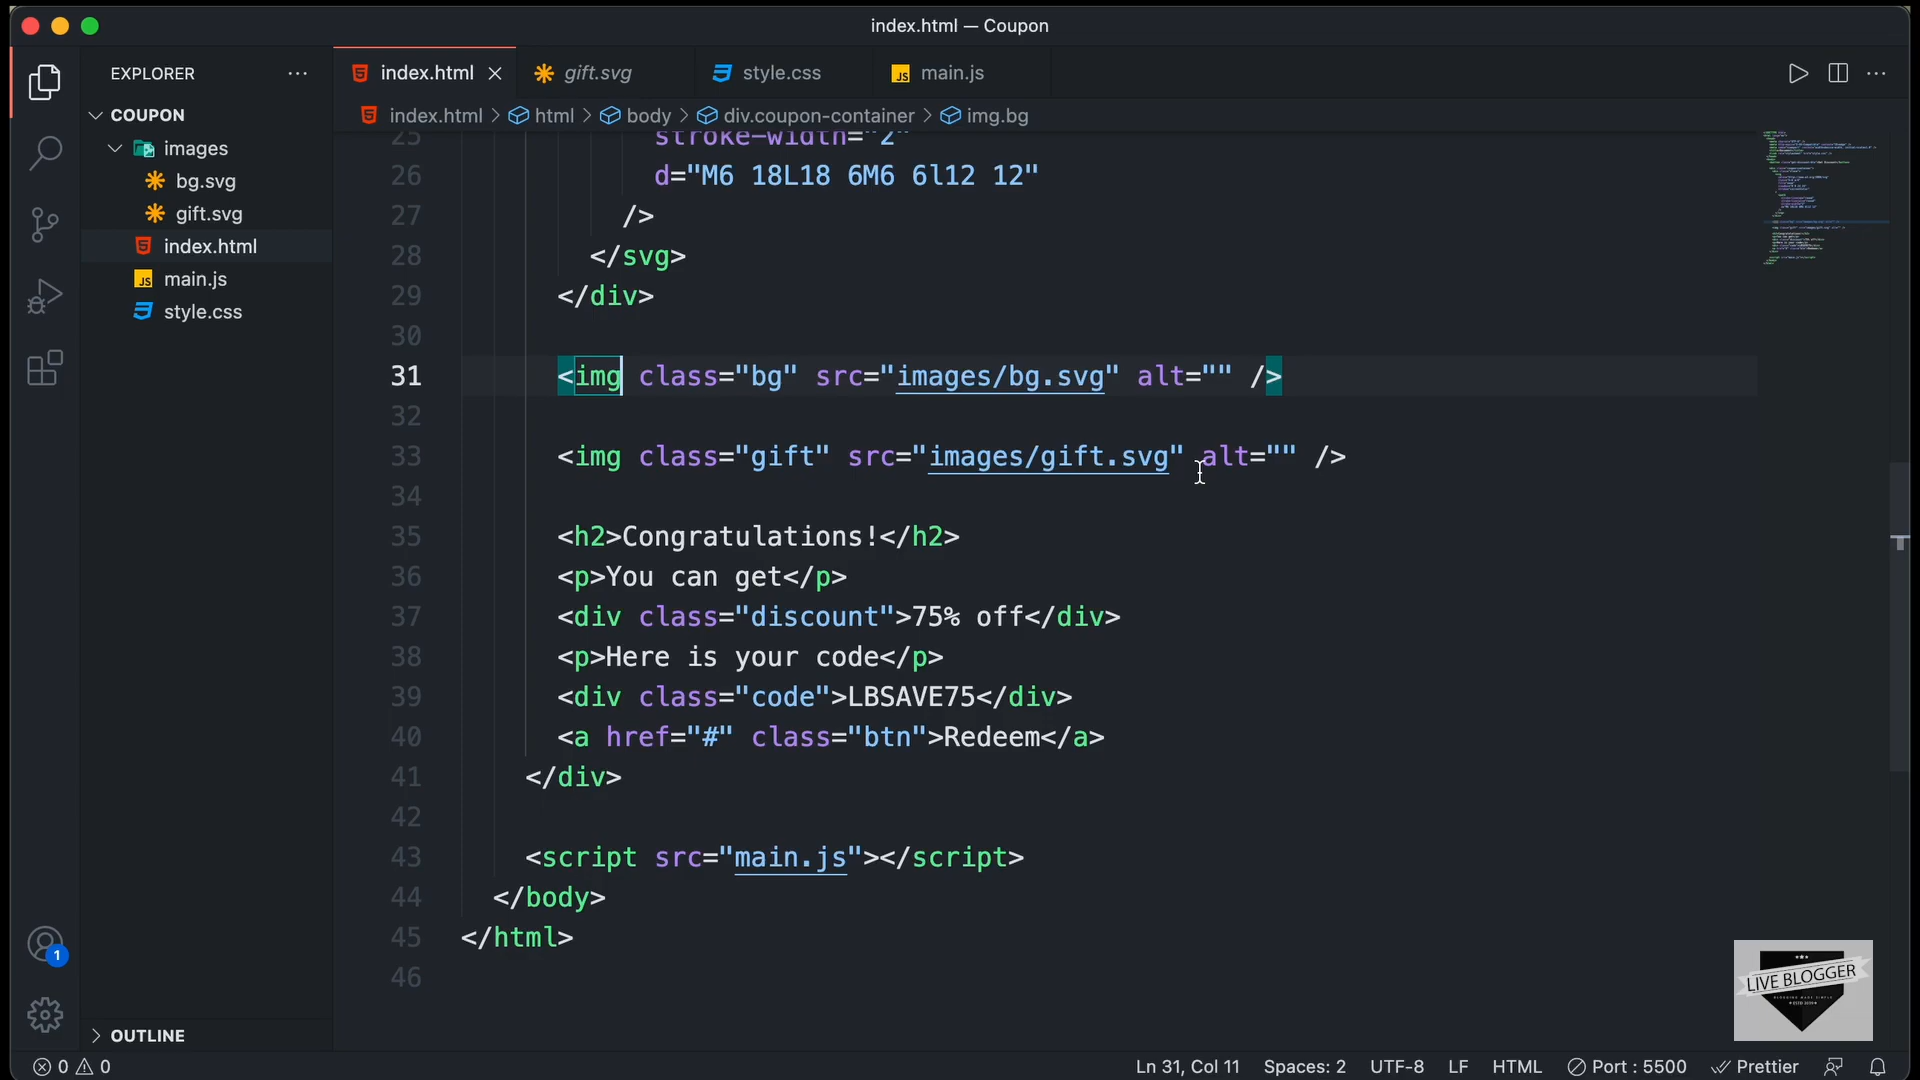 index.html — Coupon
EXPLORER
index.html
gift.svg
style.css
main.js
COUPON
index.html > html > body > div.coupon-container > img.bg
images
bg.svg
gift.svg
index.html
main.js
style.css
25 stroke-width="2"
26 d="M6 18L18 6M6 6l12 12"
27 />
28 </svg>
29 </div>
30
31 <img class="bg" src="images/bg.svg" alt="" />
32
33 <img class="gift" src="images/gift.svg" alt="" />
34
35 <h2>Congratulations!</h2>
36 <p>You can get</p>
37 <div class="discount">75% off</div>
38 <p>Here is your code</p>
39 <div class="code">LBSAVE75</div>
40 <a href="#" class="btn">Redeem</a>
41 </div>
42
43 <script src="main.js"></script>
44 </body>
45 </html>
46
1
LIVE BLOGGER
OUTLINE
0 0
Ln 31, Col 11 Spaces: 2 UTF-8 LF HTML Port : 5500 Prettier